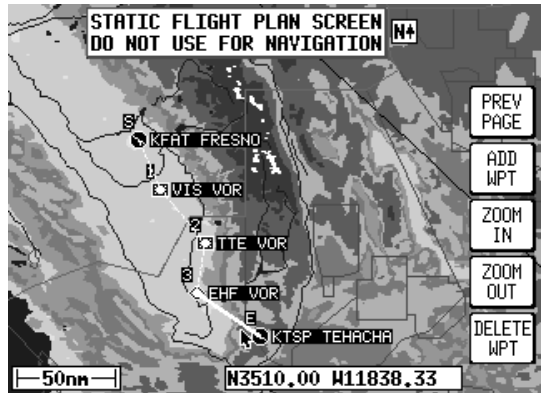 STATIC FLIGHT PLAN SCREEN
DO NOT USE FOR NAVIGATION
N↑
PREV
PAGE
S
KFAT FRESNO
ADD
WPT
1
VIS VOR
ZOOM
IN
2
TTE VOR
3
EHF VOR
ZOOM
OUT
E
KTSP TEHACHA
DELETE
WPT
50nm
N3510.00 W11838.33